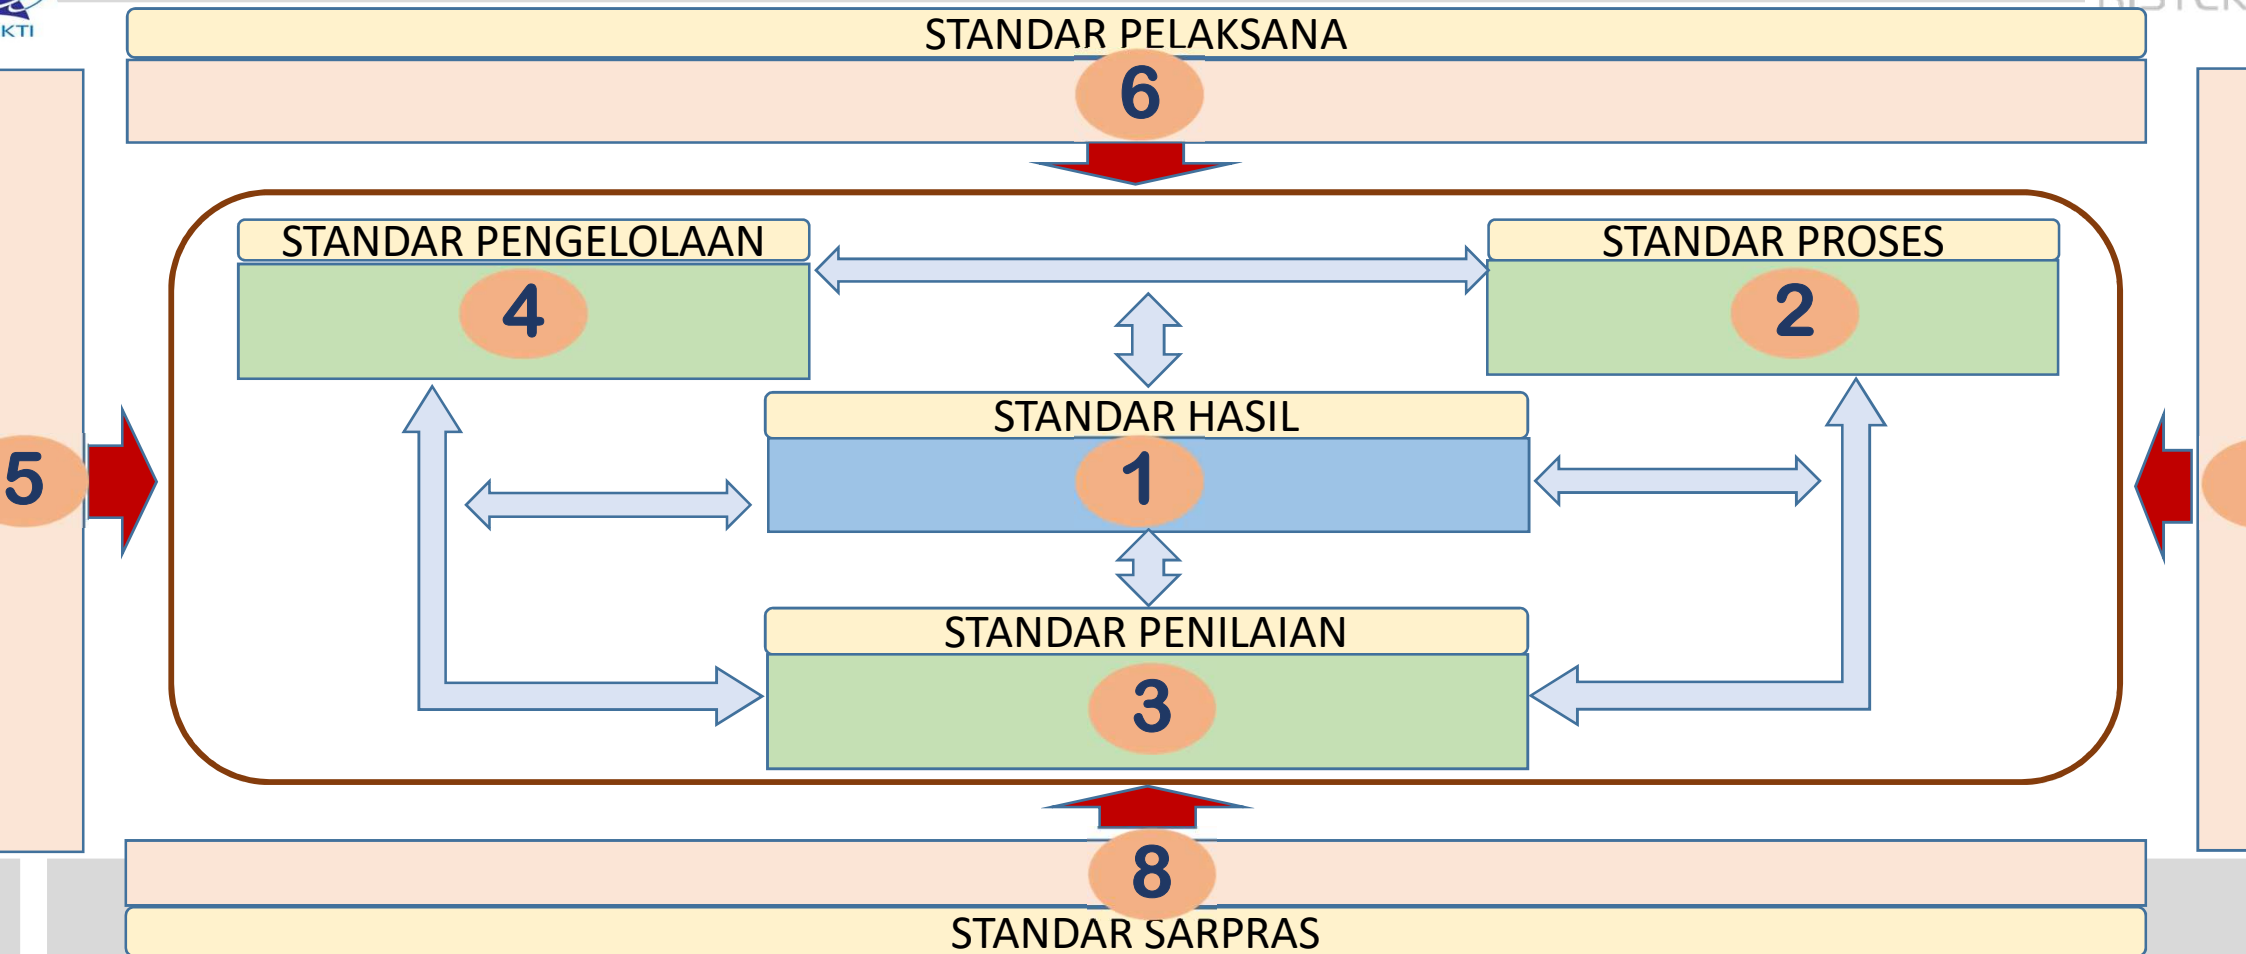 KTI
STANDAR PELAKSANA
6
STANDAR PENGELOLAAN
STANDAR PROSES
4
2
STANDAR HASIL
5
1
STANDAR PENILAIAN
3
8
STANDAR SARPRAS